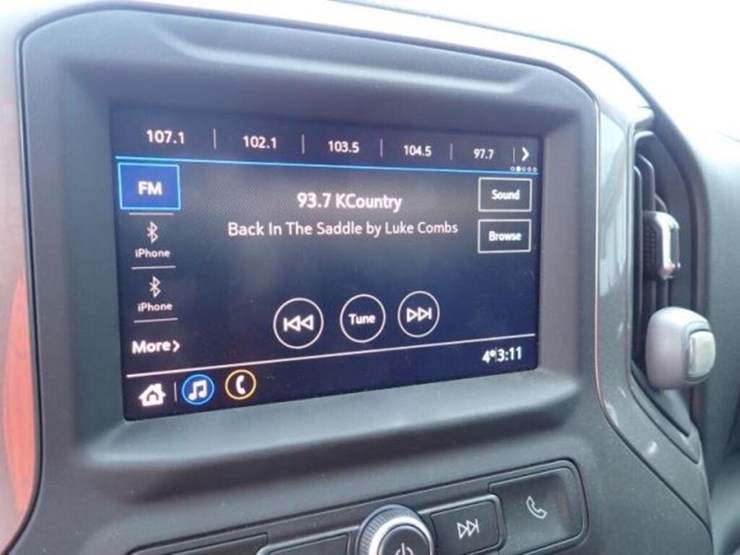 107.1 | 102.1 | 103.5 | 104.5 | 97.7
FM
93.7 KCountry
Sound
Back In The Saddle by Luke Combs
Browse
iPhone
iPhone
Tune
More
4° 3:11